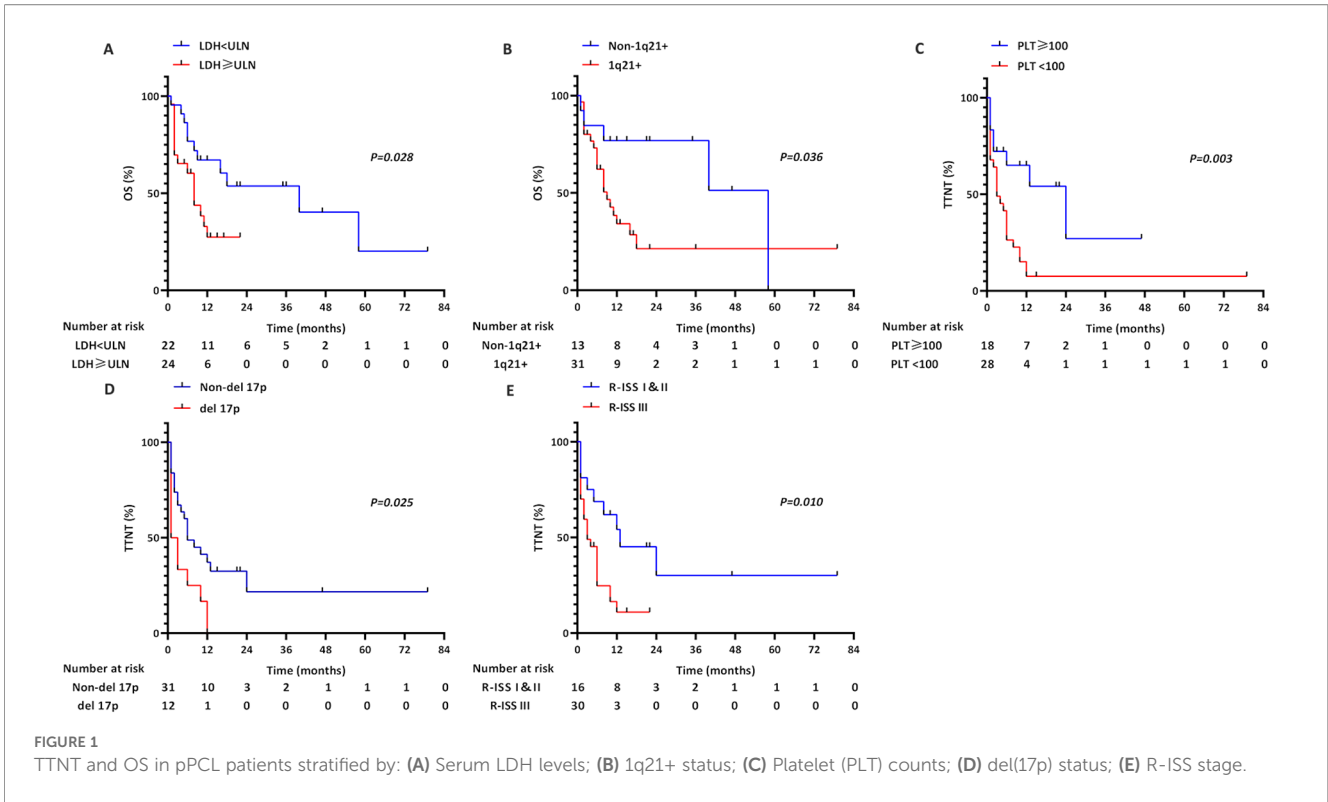 A
LDH<ULN
LDH≥ULN
100
50
0
OS (%)
P=0.028
0 12 24 36 48 60 72 84
Time (months)
Number at risk
LDH<ULN 22 11 6 5 2 1 1 0
LDH≥ULN 24 6 0 0 0 0 0 0
B
Non-1q21+
1q21+
100
50
0
OS (%)
P=0.036
0 12 24 36 48 60 72 84
Time (months)
Number at risk
Non-1q21+ 13 8 4 3 1 0 0 0
1q21+ 31 9 2 2 1 1 1 0
C
PLT≥100
PLT <100
100
50
0
TTNT (%)
P=0.003
0 12 24 36 48 60 72 84
Time (months)
Number at risk
PLT≥100 18 7 2 1 0 0 0 0
PLT <100 28 4 1 1 1 1 1 0
D
Non-del 17p
del 17p
100
50
0
TTNT (%)
P=0.025
0 12 24 36 48 60 72 84
Time (months)
Number at risk
Non-del 17p 31 10 3 2 1 1 1 0
del 17p 12 1 0 0 0 0 0 0
E
R-ISS I & II
R-ISS III
100
50
0
TTNT (%)
P=0.010
0 12 24 36 48 60 72 84
Time (months)
Number at risk
R-ISS I & II 16 8 3 2 1 1 1 0
R-ISS III 30 3 0 0 0 0 0 0
FIGURE 1
TTNT and OS in pPCL patients stratified by: (A) Serum LDH levels; (B) 1q21+ status; (C) Platelet (PLT) counts; (D) del(17p) status; (E) R-ISS stage.